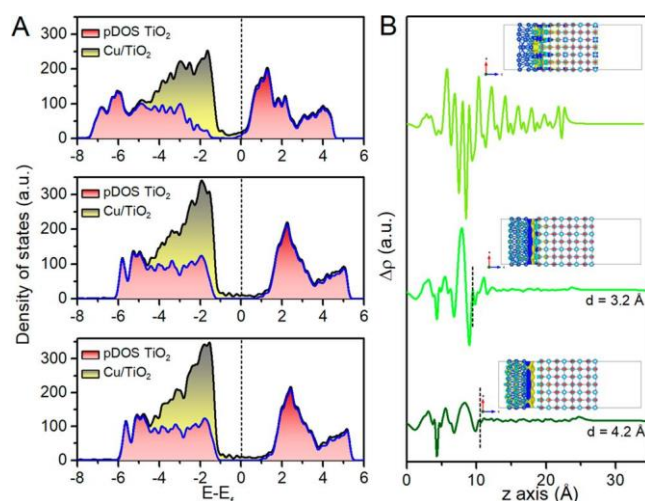 A
B
pDOS TiO₂
Cu/TiO₂
300
200
100
0
-8 -6 -4 -2 0 2 4 6
pDOS TiO₂
Cu/TiO₂
300
200
100
0
-8 -6 -4 -2 0 2 4 6
pDOS TiO₂
Cu/TiO₂
300
200
100
0
-8 -6 -4 -2 0 2 4 6
Density of states (a.u.)
E-E
Δρ (a.u.)
d = 3.2 Å
d = 4.2 Å
0 10 20 30
z axis (Å)